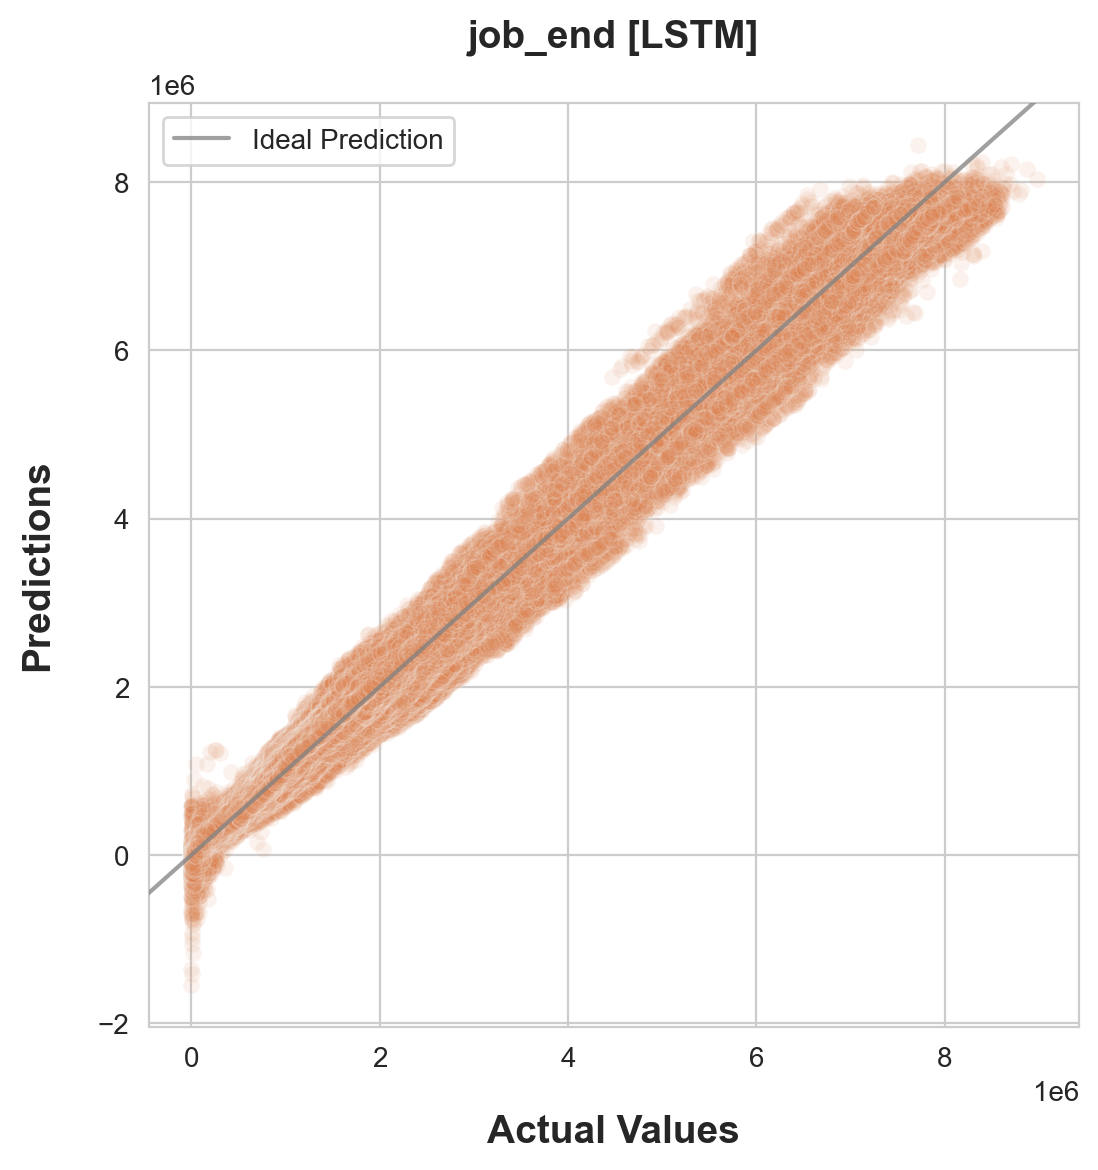 job_end [LSTM]
1e6
Ideal Prediction
8
6
4
2
0
−2
Predictions
0 2 4 6 8
1e6
Actual Values